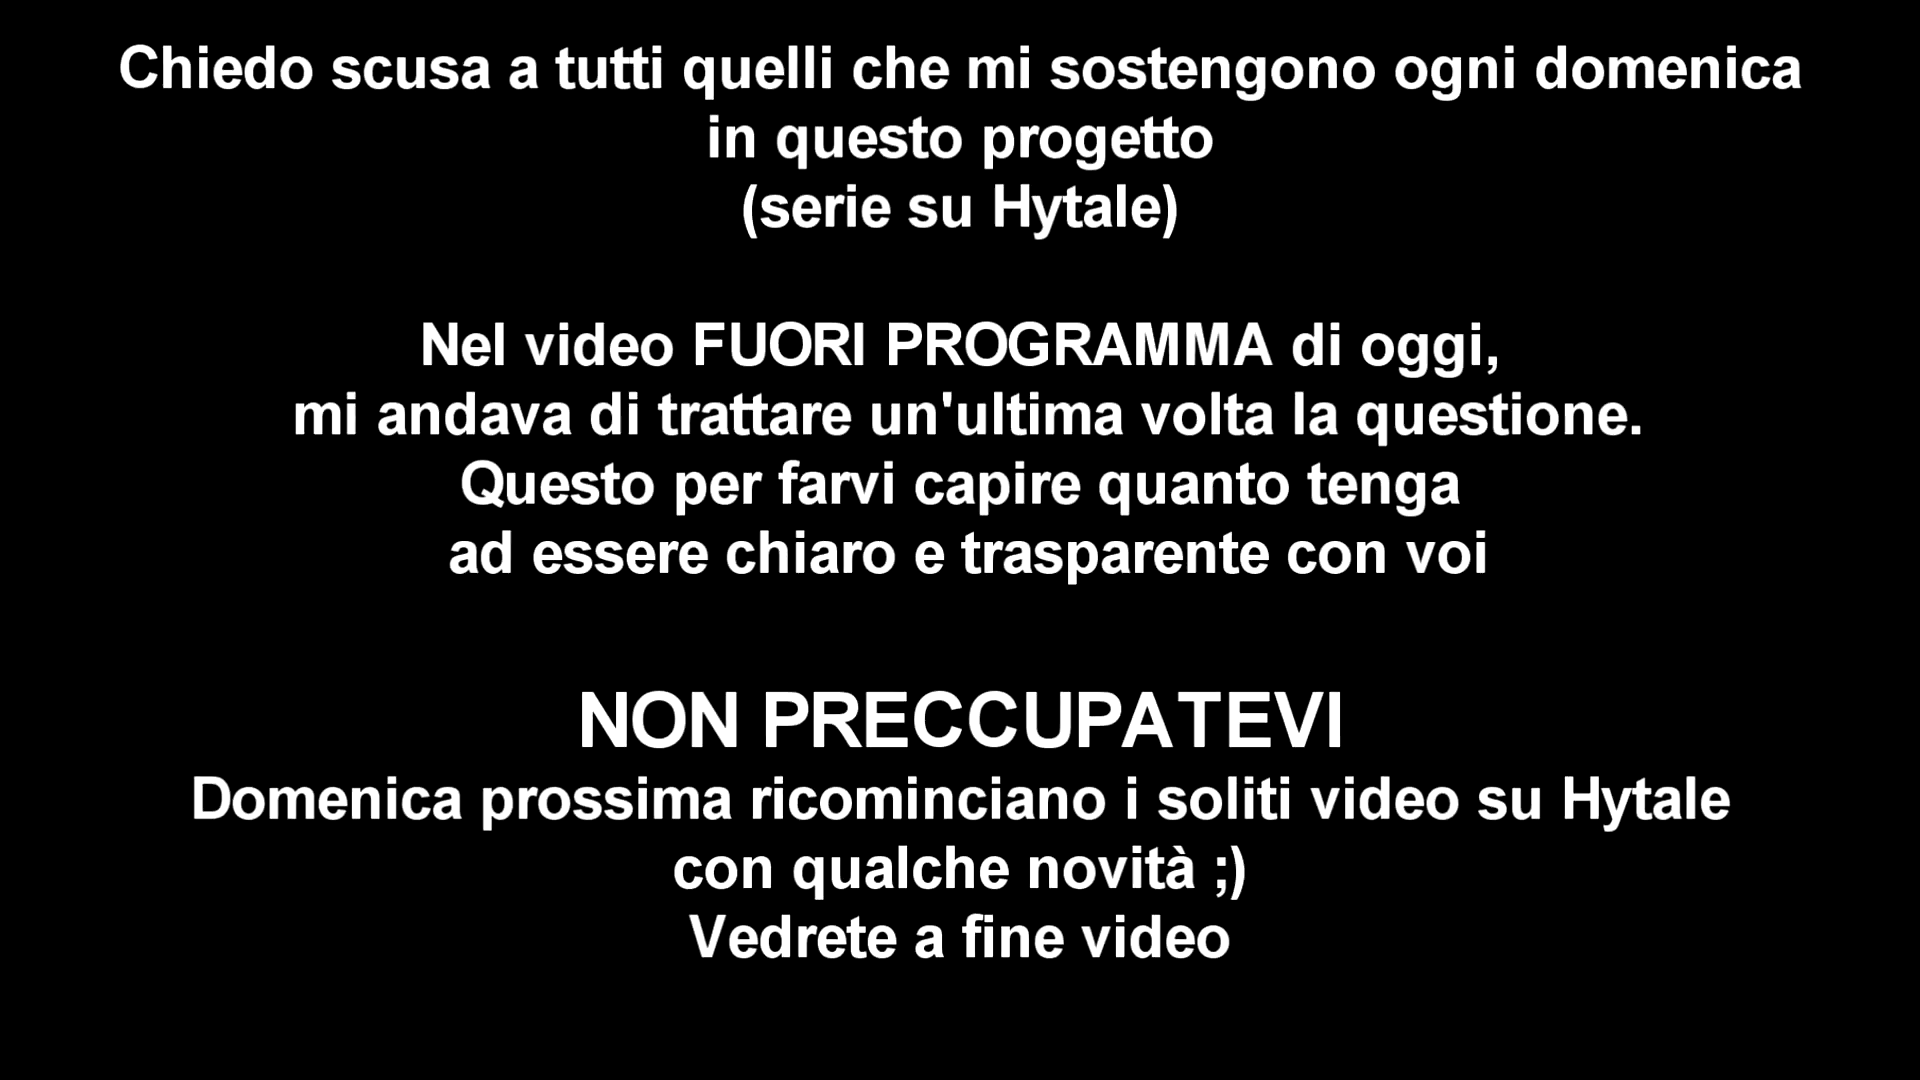 Chiedo scusa a tutti quelli che mi sostengono ogni domenica
in questo progetto
(serie su Hytale)
Nel video FUORI PROGRAMMA di oggi,
mi andava di trattare un'ultima volta la questione.
Questo per farvi capire quanto tenga
ad essere chiaro e trasparente con voi
NON PRECCUPATEVI
Domenica prossima ricominciano i soliti video su Hytale
con qualche novità ;)
Vedrete a fine video